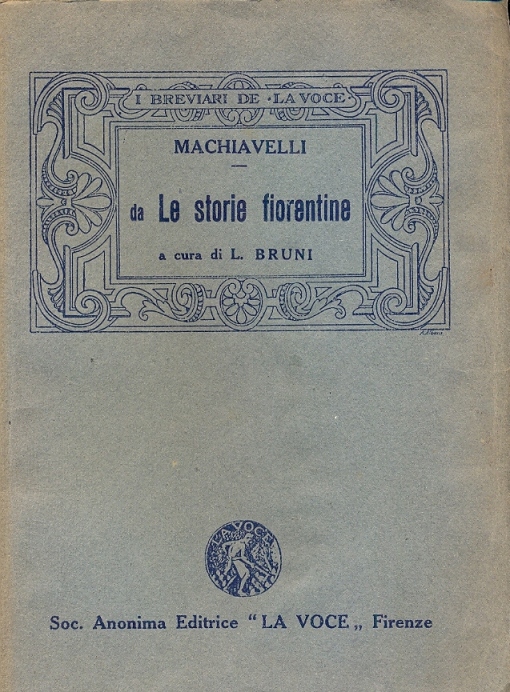 I BREVIARI DE · LA VOCE ·
MACHIAVELLI
da Le storie fiorentine
a cura di L. BRUNI
LA VOCE
Soc. Anonima Editrice “LA VOCE„ Firenze